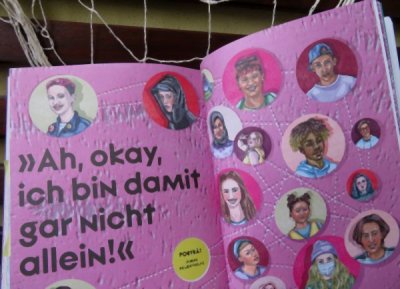 »Ah, okay,
ich bin damit
gar nicht
allein!«
PORTRÄT